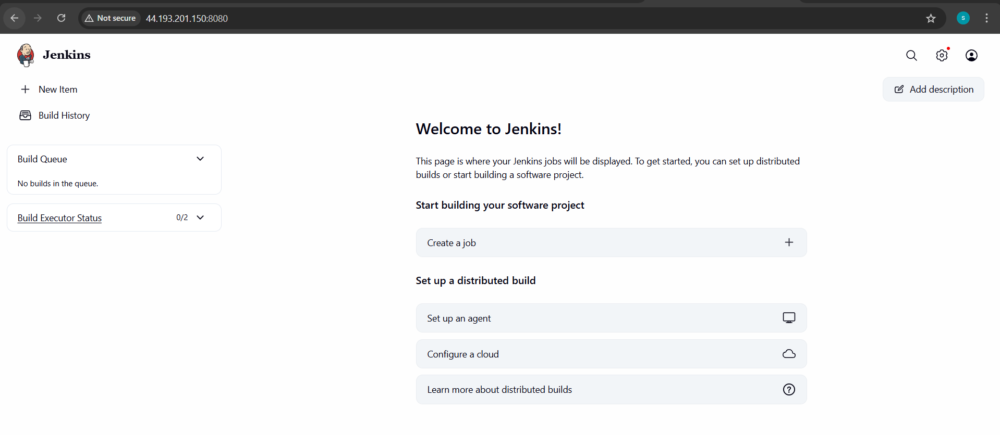 Not secure 44.193.201.150:8080
S
Jenkins
New Item
Add description
Build History
Build Queue
No builds in the queue.
Build Executor Status 0/2
Welcome to Jenkins!
This page is where your Jenkins jobs will be displayed. To get started, you can set up distributed
builds or start building a software project.
Start building your software project
Create a job
Set up a distributed build
Set up an agent
Configure a cloud
Learn more about distributed builds